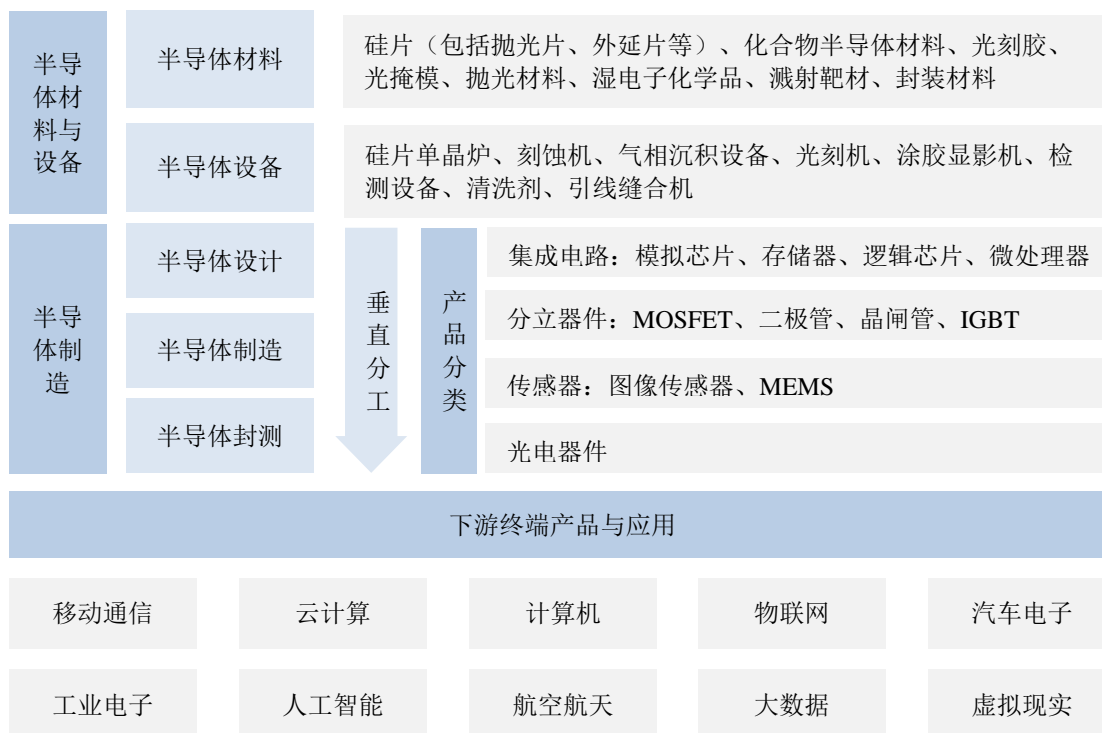 半导
体材
料与
设备
半导体材料
硅片（包括抛光片、外延片等）、化合物半导体材料、光刻胶、
光掩模、抛光材料、湿电子化学品、溅射靶材、封装材料
半导体设备
硅片单晶炉、刻蚀机、气相沉积设备、光刻机、涂胶显影机、检
测设备、清洗剂、引线缝合机
半导
体制
造
半导体设计
半导体制造
半导体封测
垂直分工
产品分类
集成电路：模拟芯片、存储器、逻辑芯片、微处理器
分立器件：MOSFET、二极管、晶闸管、IGBT
传感器：图像传感器、MEMS
光电器件
下游终端产品与应用
移动通信
云计算
计算机
物联网
汽车电子
工业电子
人工智能
航空航天
大数据
虚拟现实